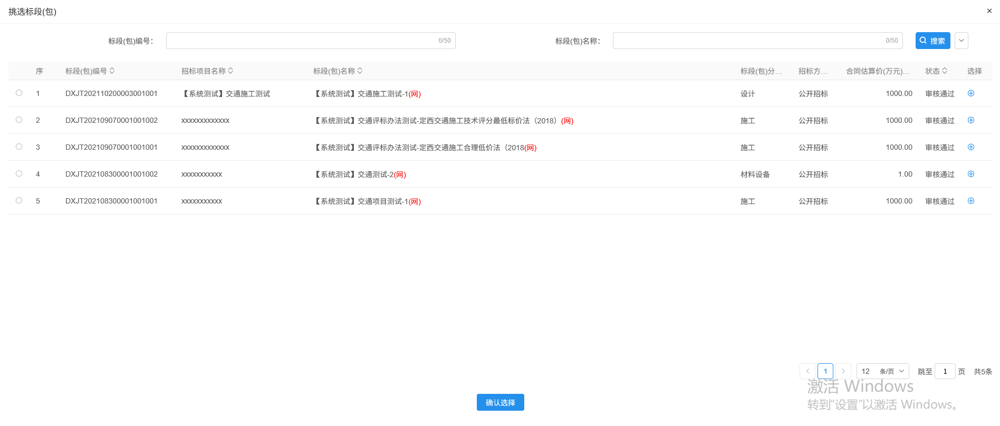 挑选标段(包) ×
标段(包)编号： 0/50 标段(包)名称： 0/50 搜索
序 标段(包)编号 招标项目名称 标段(包)名称 标段(包)分... 招标方... 合同估算价(万元)... 状态 选择
1 DXJT202110200003001001 【系统测试】交通施工测试 【系统测试】交通施工测试-1(网) 设计 公开招标 1000.00 审核通过
2 DXJT202109070001001002 xxxxxxxxxxxxx 【系统测试】交通评标办法测试-定西交通施工技术评分最低标价法（2018）(网) 施工 公开招标 1000.00 审核通过
3 DXJT202109070001001001 xxxxxxxxxxxxx 【系统测试】交通评标办法测试-定西交通施工合理低价法（2018(网) 施工 公开招标 1000.00 审核通过
4 DXJT202108300001001002 xxxxxxxxxxx 【系统测试】交通测试-2(网) 材料设备 公开招标 1.00 审核通过
5 DXJT202108300001001001 xxxxxxxxxxx 【系统测试】交通项目测试-1(网) 施工 公开招标 1000.00 审核通过
1 12 条/页 跳至 1 页 共5条
激活 Windows
转到“设置”以激活 Windows。
确认选择